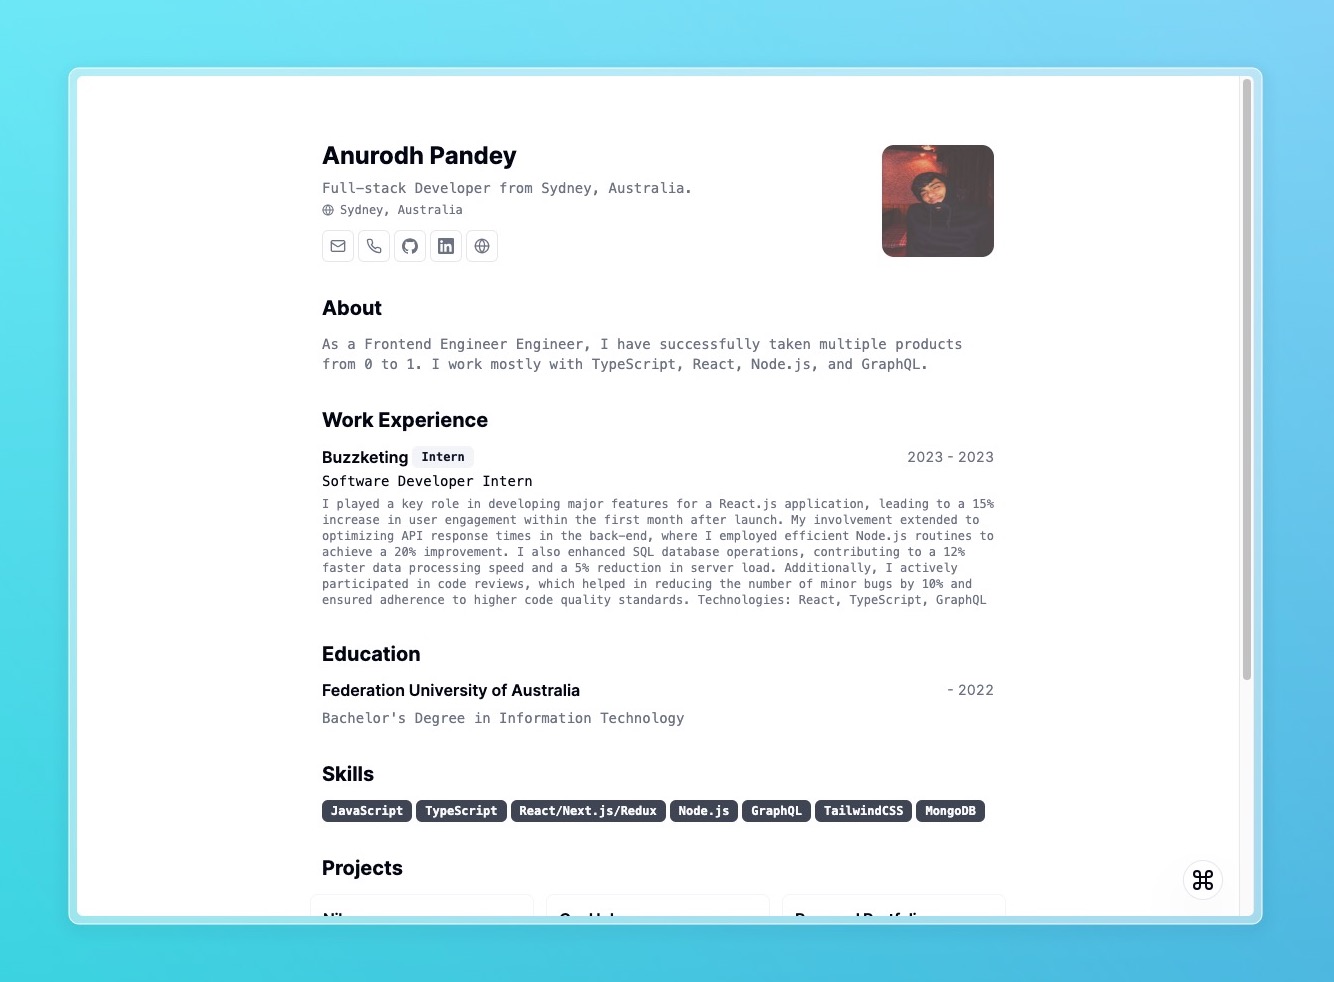 Anurodh Pandey
Full-stack Developer from Sydney, Australia.
Sydney, Australia
About
As a Frontend Engineer Engineer, I have successfully taken multiple products
from 0 to 1. I work mostly with TypeScript, React, Node.js, and GraphQL.
Work Experience
Buzzketing Intern 2023 - 2023
Software Developer Intern
I played a key role in developing major features for a React.js application, leading to a 15%
increase in user engagement within the first month after launch. My involvement extended to
optimizing API response times in the back-end, where I employed efficient Node.js routines to
achieve a 20% improvement. I also enhanced SQL database operations, contributing to a 12%
faster data processing speed and a 5% reduction in server load. Additionally, I actively
participated in code reviews, which helped in reducing the number of minor bugs by 10% and
ensured adherence to higher code quality standards. Technologies: React, TypeScript, GraphQL
Education
Federation University of Australia - 2022
Bachelor's Degree in Information Technology
Skills
JavaScript TypeScript React/Next.js/Redux Node.js GraphQL TailwindCSS MongoDB
Projects